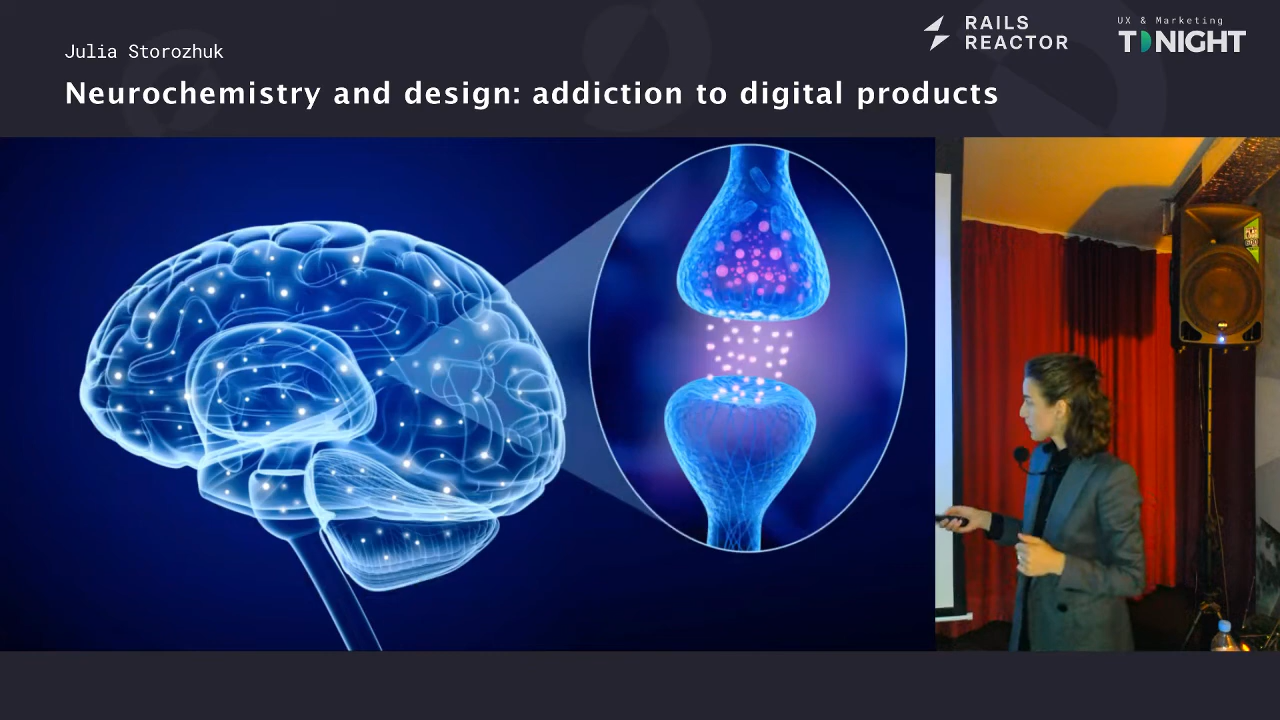 Julia Storozhuk
Neurochemistry and design: addiction to digital products
RAILS
REACTOR
UX & Marketing
TONIGHT